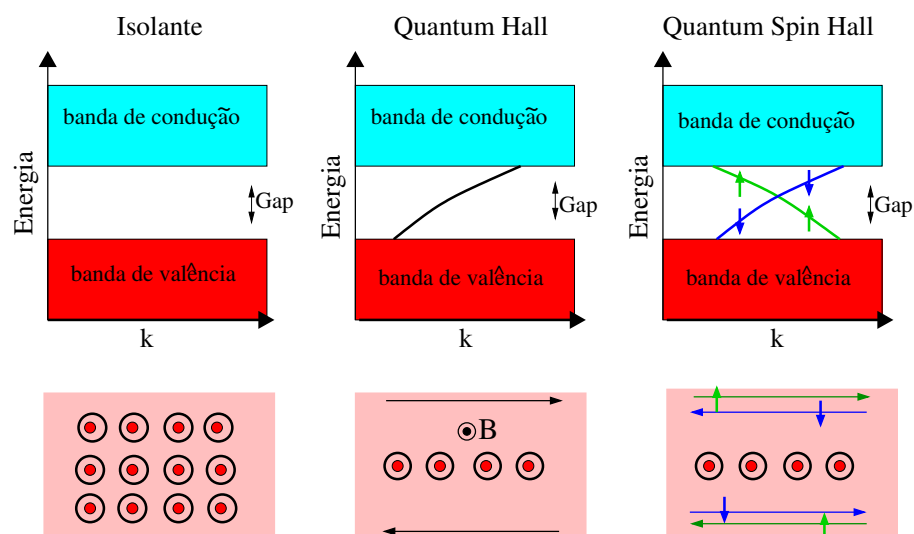 Isolante
Quantum Hall
Quantum Spin Hall
banda de condução
banda de condução
banda de condução
Energia
Gap
Energia
Gap
Energia
Gap
banda de valência
banda de valência
banda de valência
k
k
k
B